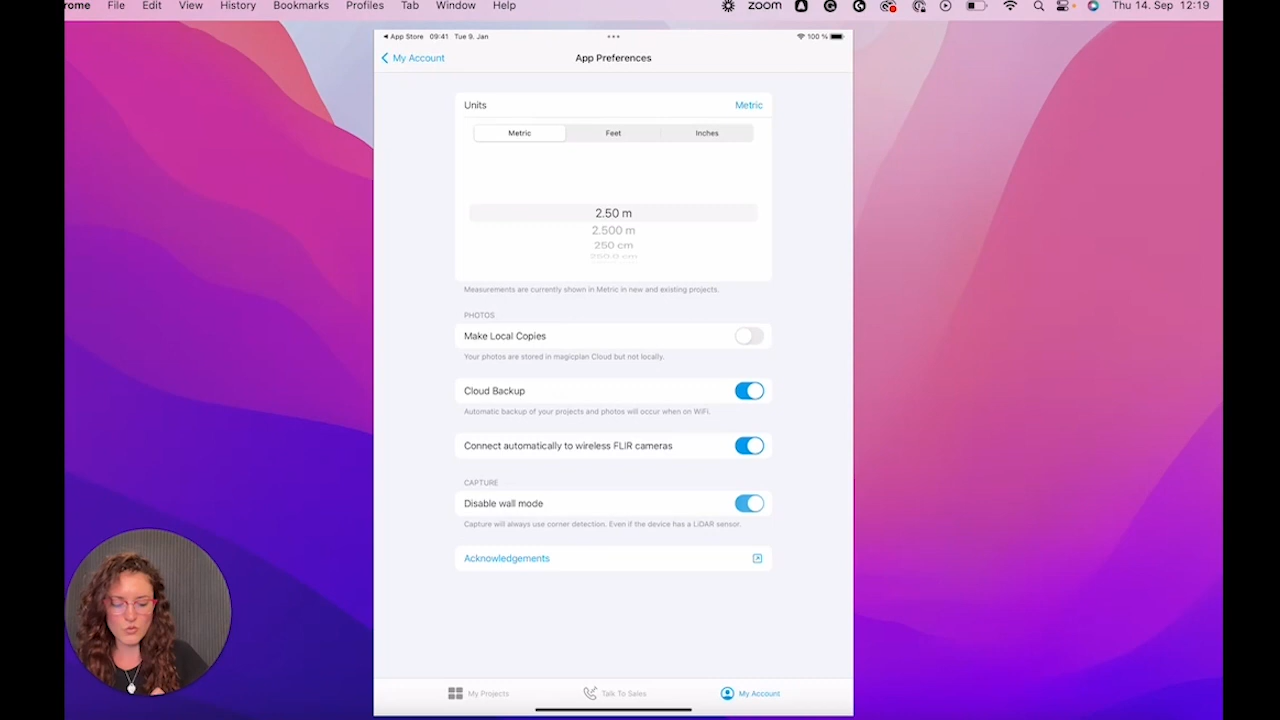 rome File Edit View History Bookmarks Profiles Tab Window Help zoom Thu 14. Sep 12:19
App Store 09:41 Tue 9. Jan 100 %
My Account App Preferences
Units Metric
Metric Feet Inches
2.50 m
2.500 m
250 cm
250.0 cm
Measurements are currently shown in Metric in new and existing projects.
PHOTOS
Make Local Copies
Your photos are stored in magicplan Cloud but not locally.
Cloud Backup
Automatic backup of your projects and photos will occur when on WiFi.
Connect automatically to wireless FLIR cameras
CAPTURE
Disable wall mode
Capture will always use corner detection. Even if the device has a LiDAR sensor.
Acknowledgements
My Projects Talk To Sales My Account